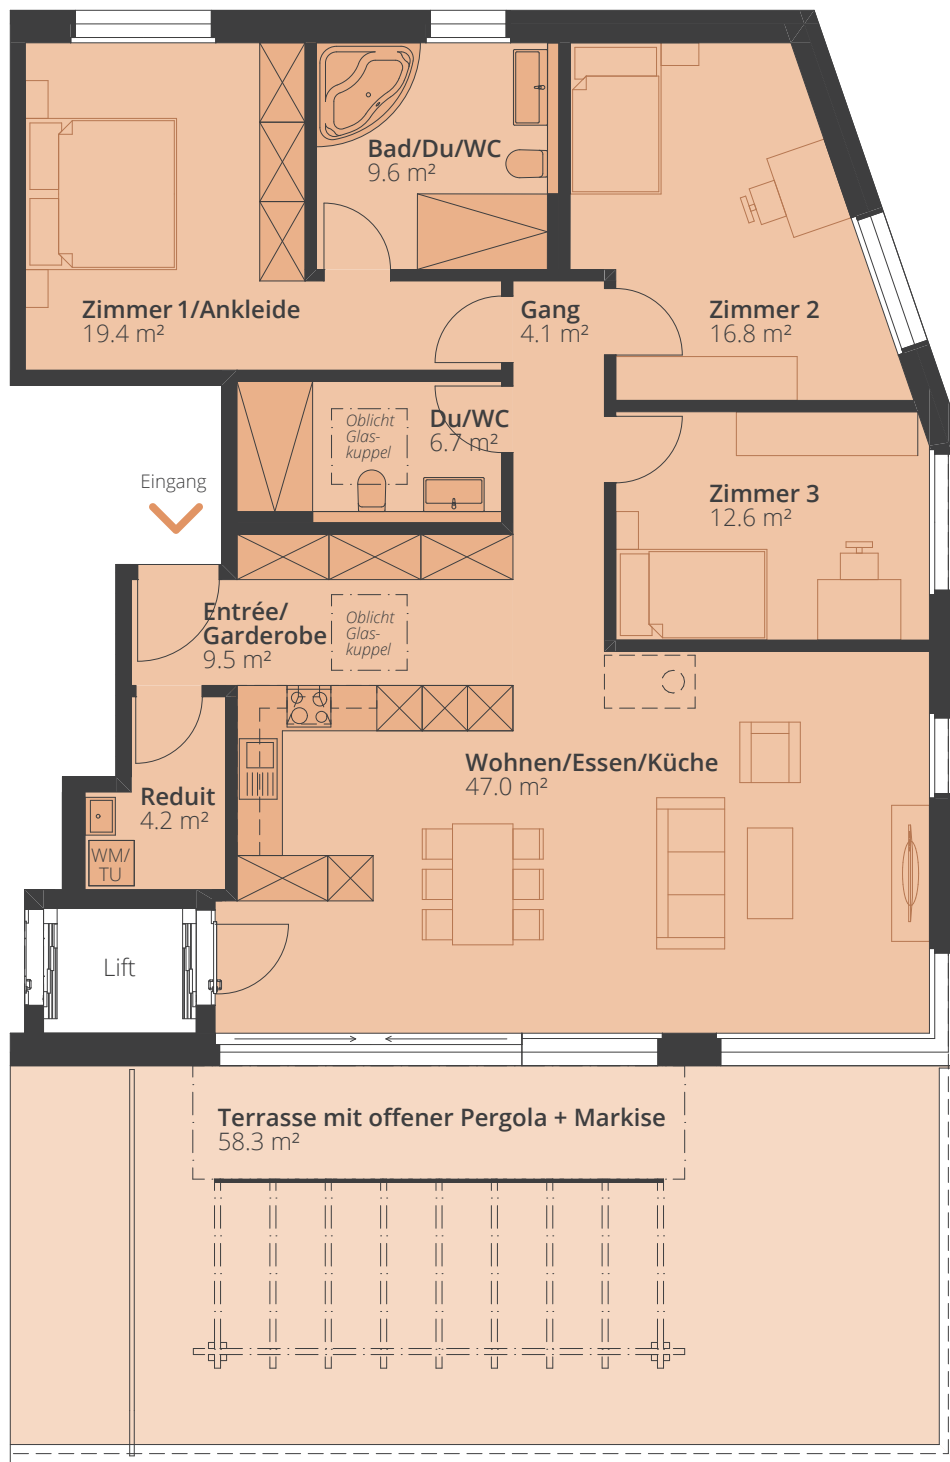 Bad/Du/WC
9.6 m²
Zimmer 1/Ankleide
19.4 m²
Gang
4.1 m²
Zimmer 2
16.8 m²
Oblicht
Glas-
kuppel
Du/WC
6.7 m²
Eingang
Zimmer 3
12.6 m²
Entrée/
Garderobe
9.5 m²
Oblicht
Glas-
kuppel
Wohnen/Essen/Küche
47.0 m²
Reduit
4.2 m²
WM/
TU
Lift
Terrasse mit offener Pergola + Markise
58.3 m²